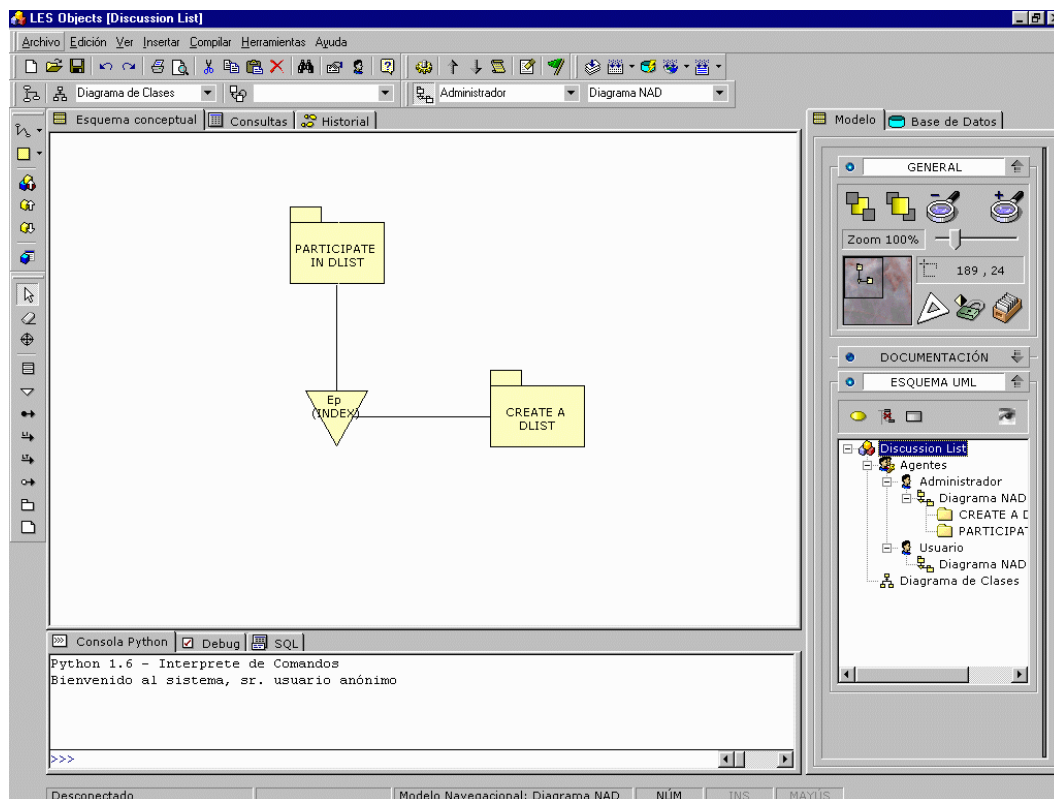 LES Objects [Discussion List]
Archivo Edición Ver Insertar Compilar Herramientas Ayuda
Diagrama de Clases Administrador Diagrama NAD
Esquema conceptual Consultas Historial
Modelo Base de Datos
PARTICIPATE
IN DLIST
Ep
(INDEX)
CREATE A
DLIST
GENERAL
Zoom 100%
189 , 24
DOCUMENTACIÓN
ESQUEMA UML
Discussion List
Agentes
Administrador
Diagrama NAD
CREATE A D
PARTICIPAT
Usuario
Diagrama NAD
Diagrama de Clases
Consola Python Debug SQL
Python 1.6 - Interprete de Comandos
Bienvenido al sistema, sr. usuario anónimo
>>>
Desconectado Modelo Navegacional: Diagrama NAD NÚM INS MAYÚS